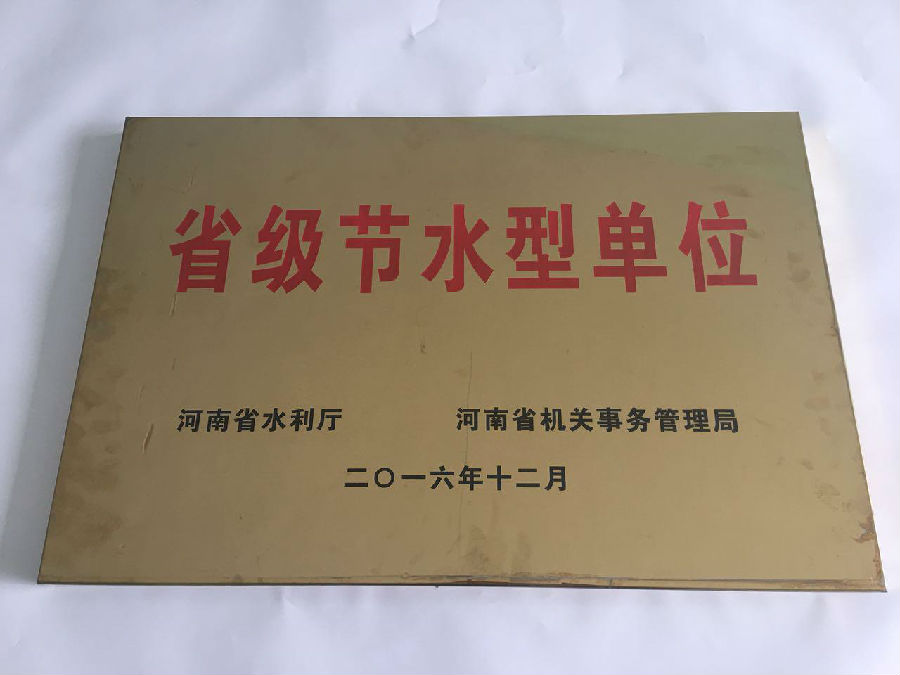 省级节水型单位
河南省水利厅 河南省机关事务管理局
二〇一六年十二月